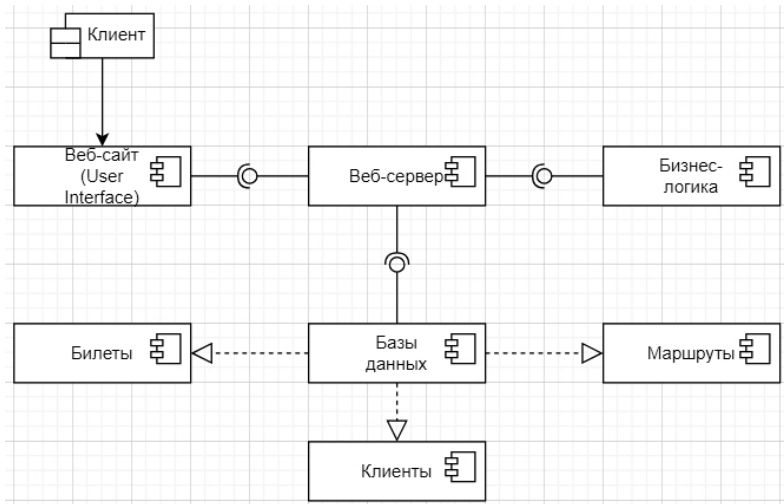 Клиент
Веб-сайт
(User
Interface)
Веб-сервер
Бизнес-
логика
Билеты
Базы
данных
Маршруты
Клиенты